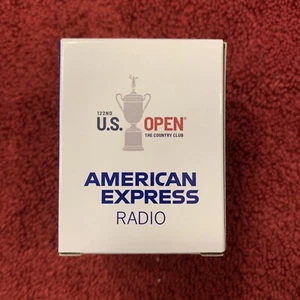 122ND
U.S. OPEN®
THE COUNTRY CLUB
AMERICAN
EXPRESS
RADIO